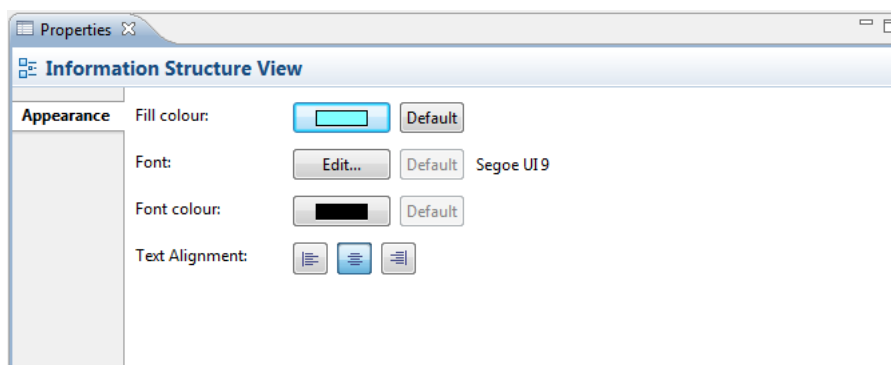 Properties
Information Structure View
Appearance Fill colour: Default
Font: Edit... Default Segoe UI 9
Font colour: Default
Text Alignment: